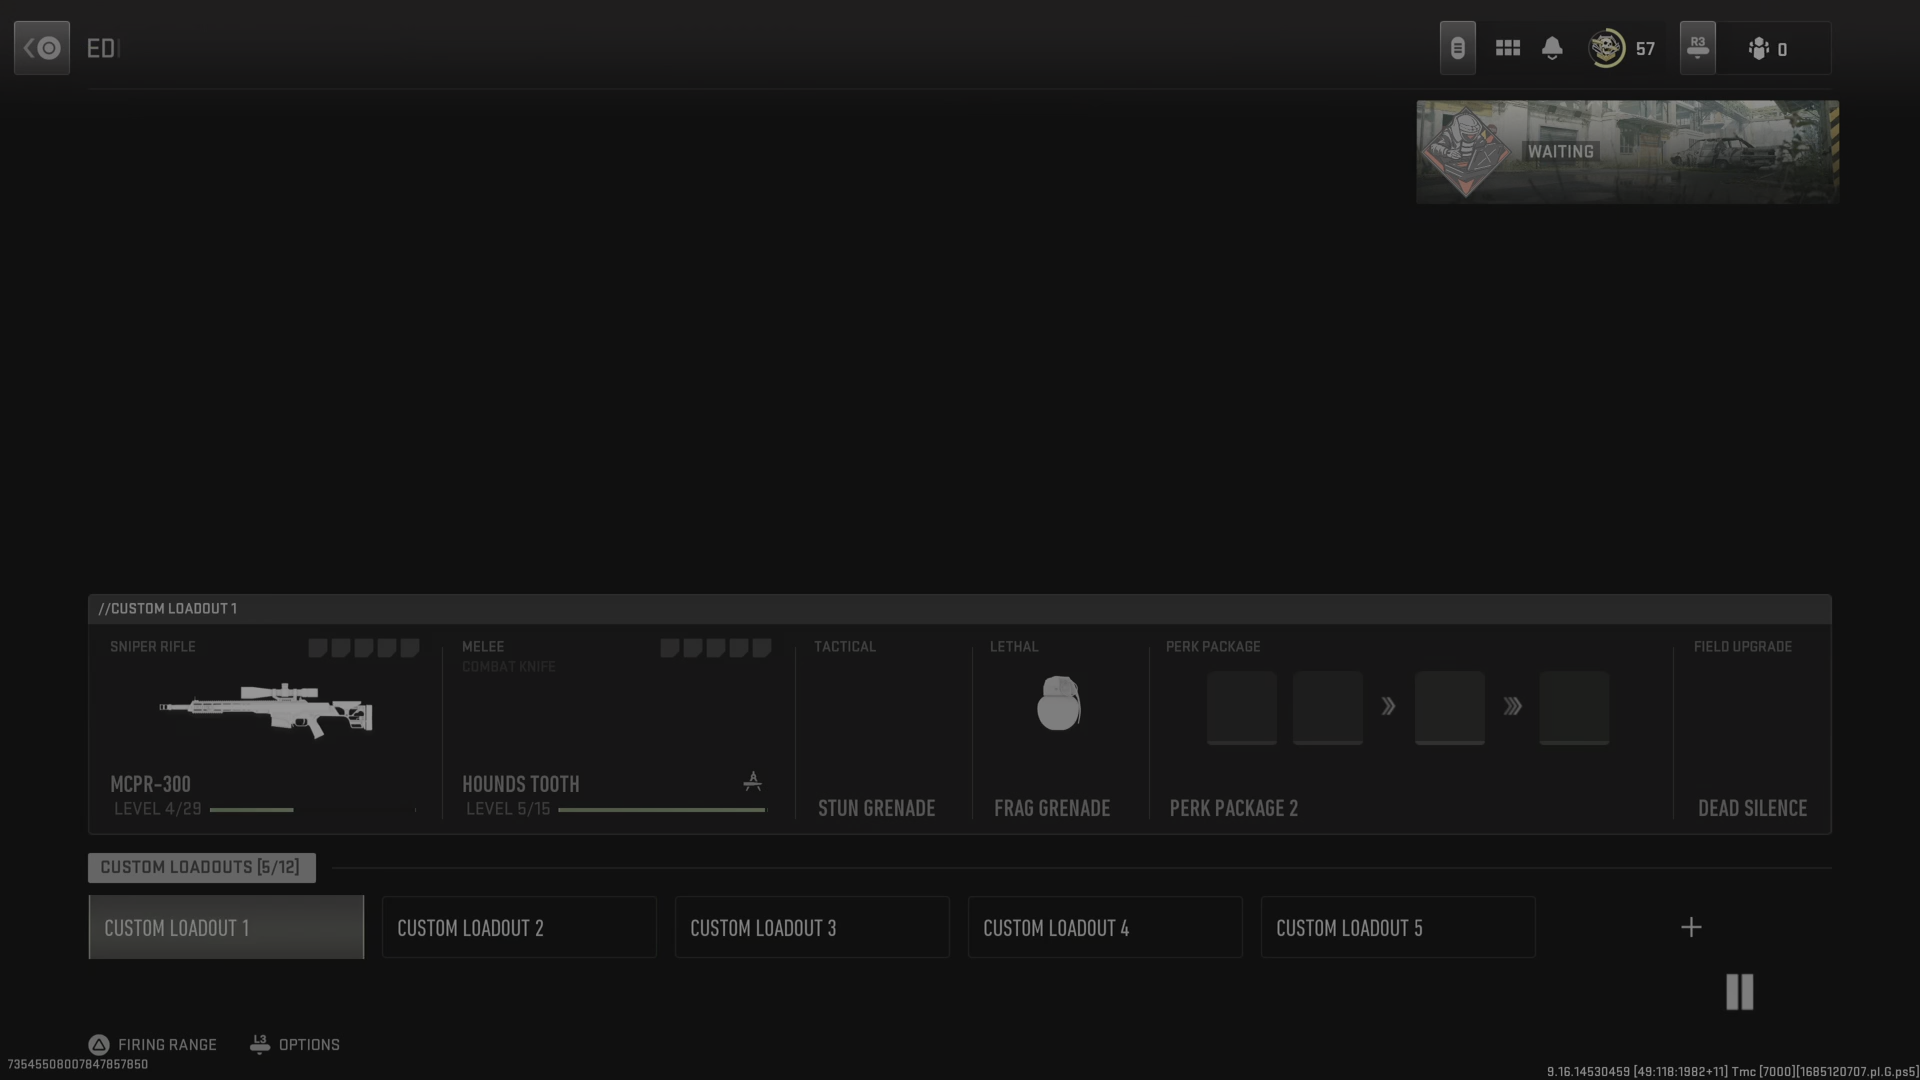 ED
57
R3
0
WAITING
//CUSTOM LOADOUT 1
SNIPER RIFLE
MELEE
TACTICAL
LETHAL
PERK PACKAGE
FIELD UPGRADE
COMBAT KNIFE
MCPR-300
HOUNDS TOOTH
LEVEL 4/29
LEVEL 5/15
STUN GRENADE
FRAG GRENADE
PERK PACKAGE 2
DEAD SILENCE
CUSTOM LOADOUTS [5/12]
CUSTOM LOADOUT 1
CUSTOM LOADOUT 2
CUSTOM LOADOUT 3
CUSTOM LOADOUT 4
CUSTOM LOADOUT 5
FIRING RANGE
L3
OPTIONS
73545508007847857850
9.16.14530459 [49:118:1982+11] Tmc [7000][1685120707.pl.G.ps5]